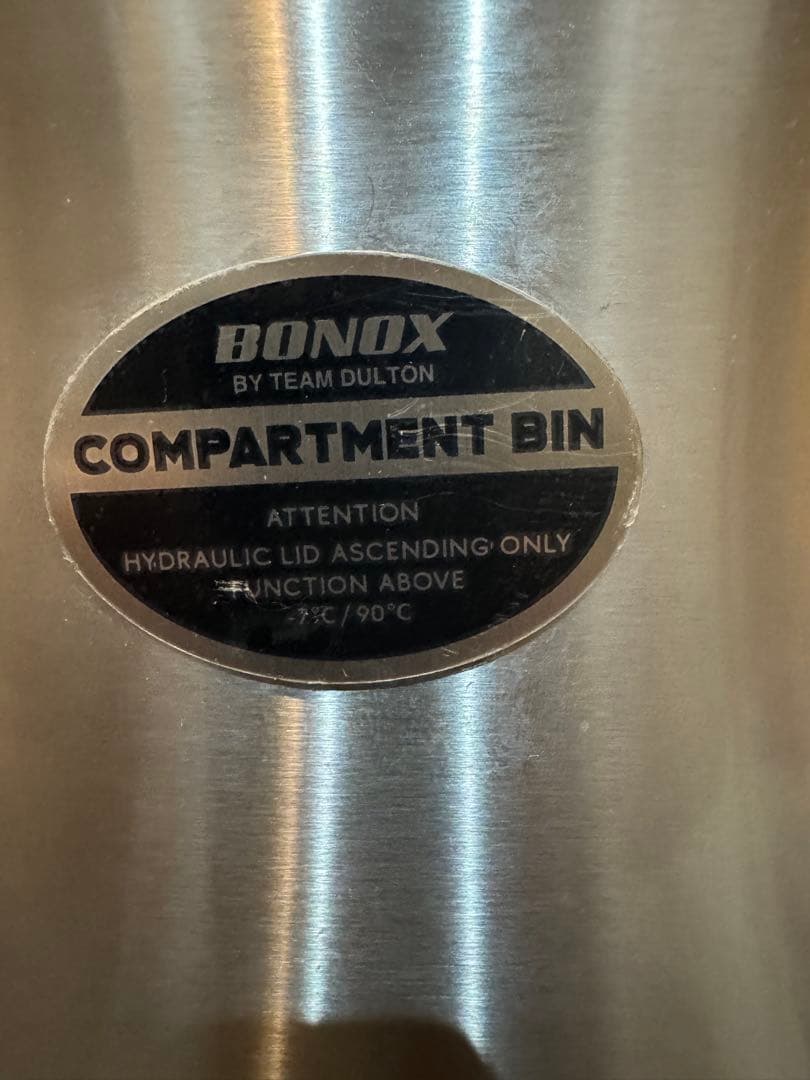 BONOX
BY TEAM DULTON
COMPARTMENT BIN
ATTENTION
HYDRAULIC LID ASCENDING ONLY
FUNCTION ABOVE
/ 90°C